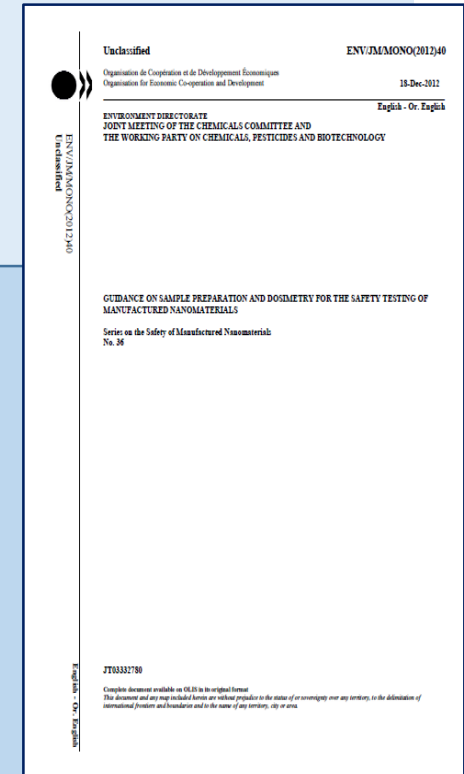 Unclassified ENV/JM/MONO(2012)40
Organisation de Coopération et de Développement Économiques
Organisation for Economic Co-operation and Development 18-Dec-2012
English - Or. English
ENVIRONMENT DIRECTORATE
JOINT MEETING OF THE CHEMICALS COMMITTEE AND
THE WORKING PARTY ON CHEMICALS, PESTICIDES AND BIOTECHNOLOGY
ENV/JM/MONO(2012)40
Unclassified
GUIDANCE ON SAMPLE PREPARATION AND DOSIMETRY FOR THE SAFETY TESTING OF
MANUFACTURED NANOMATERIALS
Series on the Safety of Manufactured Nanomaterials
No. 36
English - Or. English
JT03332780
Complete document available on OLIS in its original format
This document and any map included herein are without prejudice to the status of or sovereignty over any territory, to the delimitation of
international frontiers and boundaries and to the name of any territory, city or area.